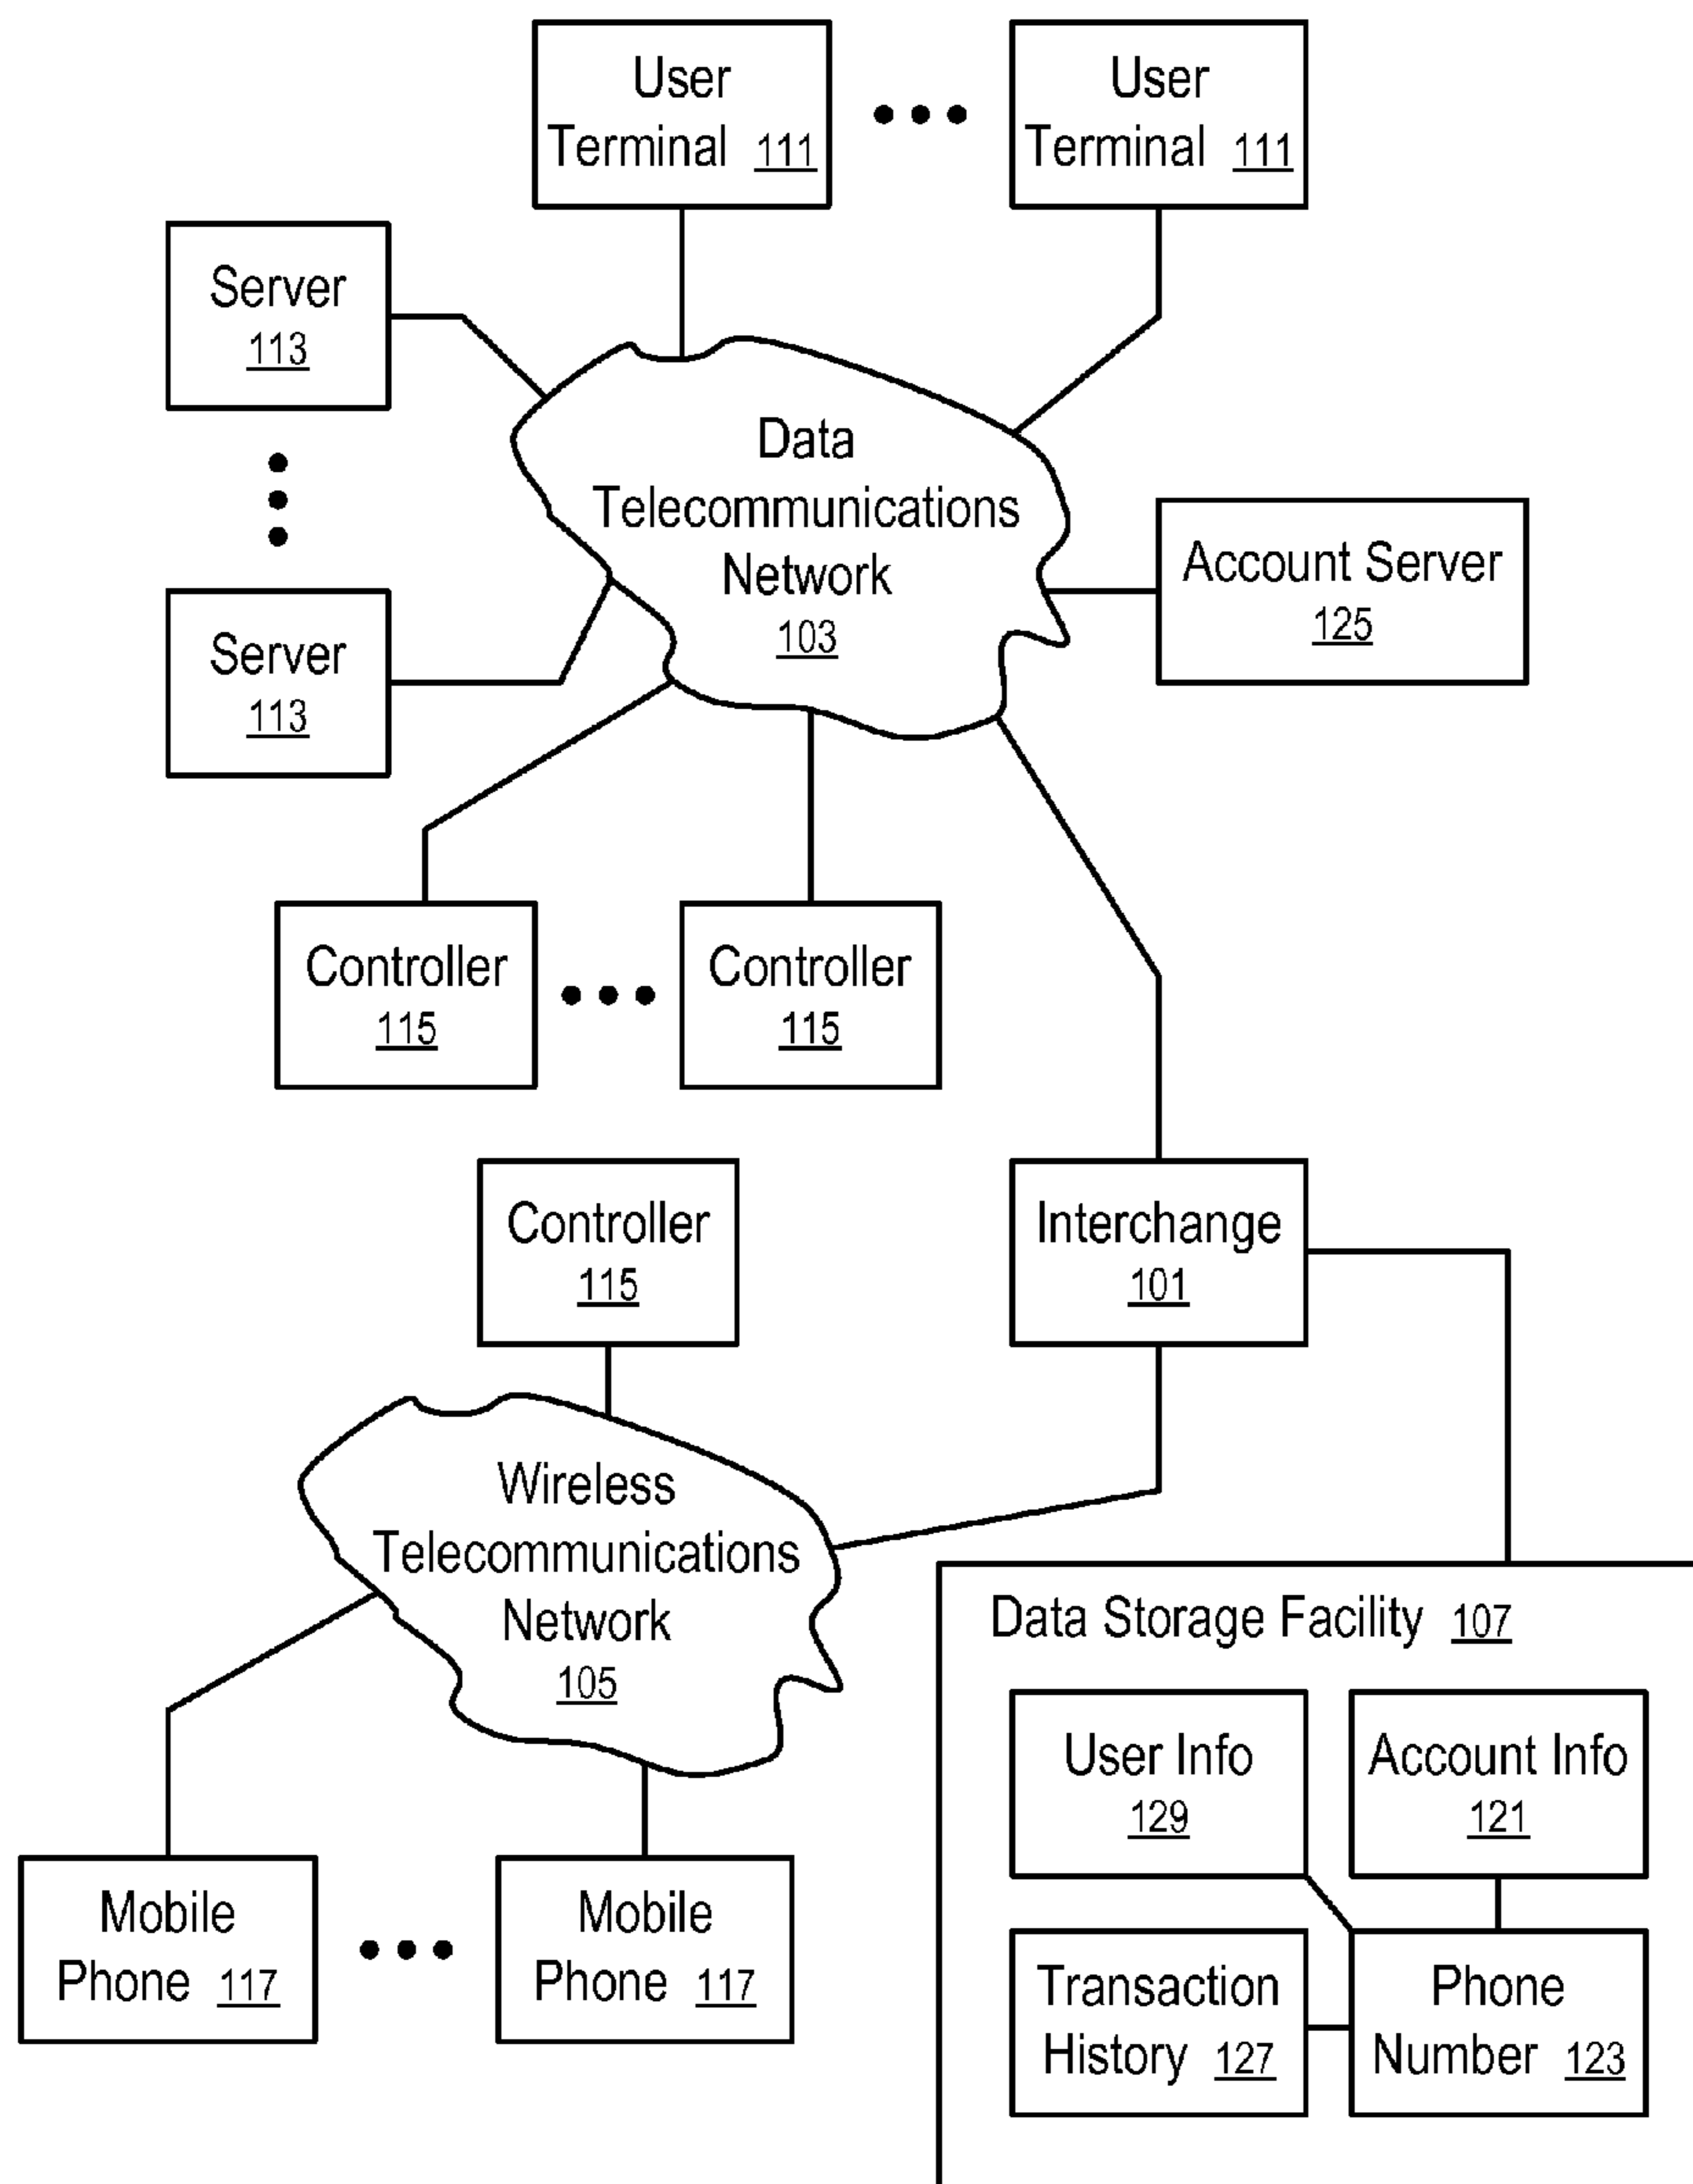 User
Terminal 111
User
Terminal 111
Server
113
Data
Telecommunications
Network
103
Account Server
125
Server
113
Controller
115
Controller
115
Controller
115
Interchange
101
Wireless
Telecommunications
Network
105
Data Storage Facility 107
User Info
129
Account Info
121
Mobile
Phone 117
Mobile
Phone 117
Transaction
History 127
Phone
Number 123